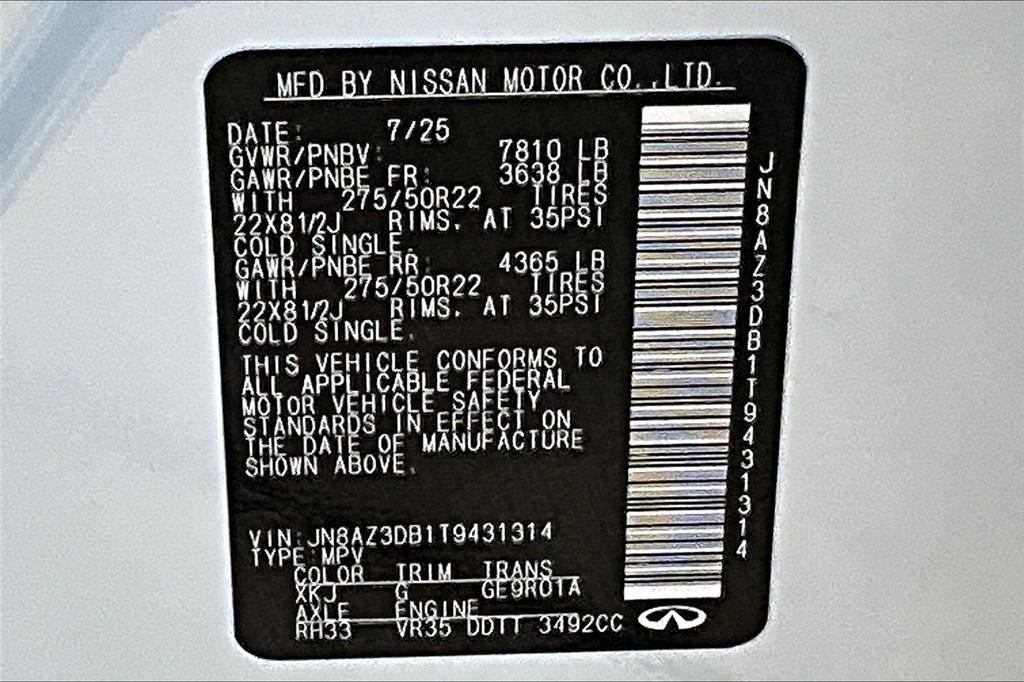 MFD BY NISSAN MOTOR CO.,LTD.
DATE: 7/25
GVWR/PNBV: 7810 LB
GAWR/PNBE FR: 3638 LB
WITH 275/50R22 TIRES
22X81/2J RIMS. AT 35PSI
COLD SINGLE.
GAWR/PNBE RR: 4365 LB
WITH 275/50R22 TIRES
22X81/2J RIMS. AT 35PSI
COLD SINGLE.
THIS VEHICLE CONFORMS TO
ALL APPLICABLE FEDERAL
MOTOR VEHICLE SAFETY
STANDARDS IN EFFECT ON
THE DATE OF MANUFACTURE
SHOWN ABOVE.
VIN:JN8AZ3DB1T9431314
TYPE:MPV
COLOR TRIM TRANS
XKJ G GE9R01A
AXLE ENGINE
RH33 VR35 DDTT 3492CC
JN8AZ3DB1T9431314